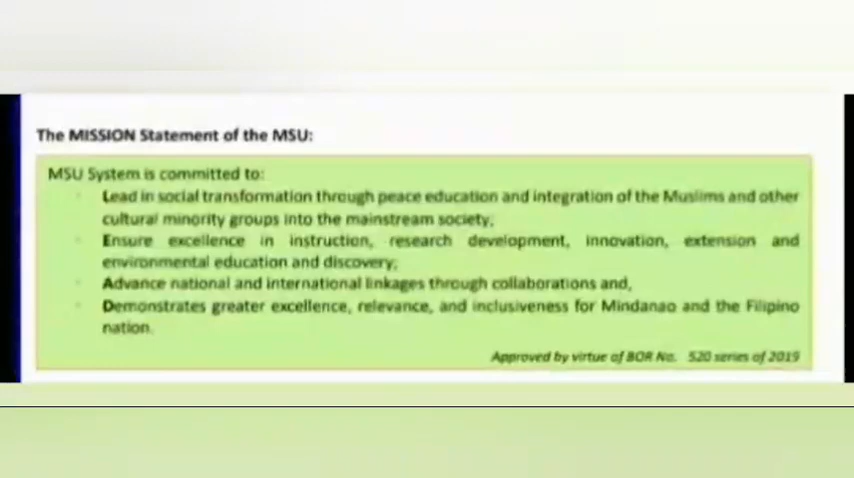 The MISSION Statement of the MSU:
MSU System is committed to:
Lead in social transformation through peace education and integration of the Muslims and other
cultural minority groups into the mainstream society;
Ensure excellence in instruction, research development, innovation, extension and
environmental education and discovery;
Advance national and international linkages through collaborations and,
Demonstrates greater excellence, relevance, and inclusiveness for Mindanao and the Filipino
nation.
Approved by virtue of BOR No. 520 series of 2019